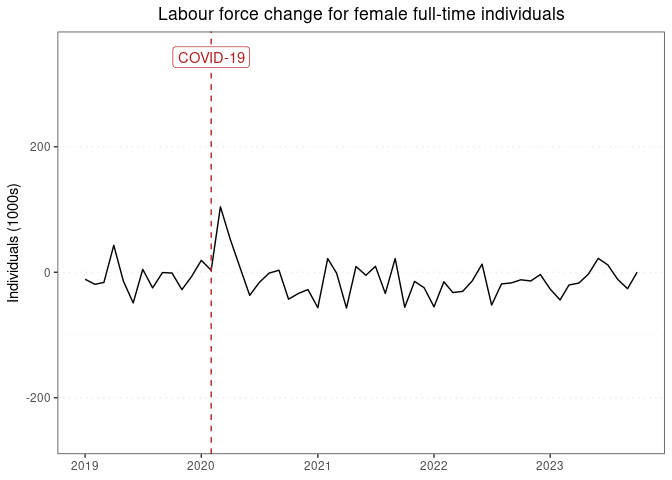 Labour force change for female full-time individuals
COVID-19
Individuals (1000s)
200
0
-200
2019 2020 2021 2022 2023